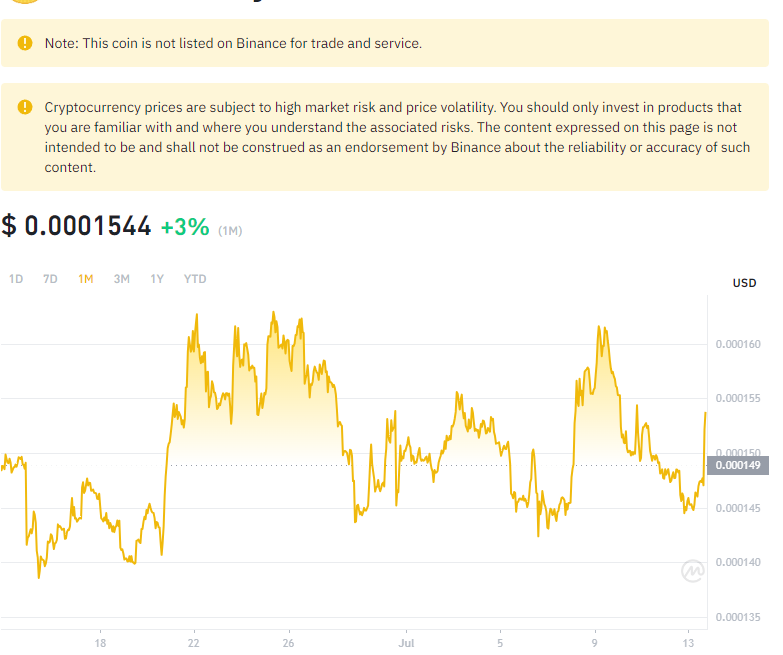 Note: This coin is not listed on Binance for trade and service.
Cryptocurrency prices are subject to high market risk and price volatility. You should only invest in products that
you are familiar with and where you understand the associated risks. The content expressed on this page is not
intended to be and shall not be construed as an endorsement by Binance about the reliability or accuracy of such
content.
$ 0.0001544 +3% (1M)
1D 7D 1M 3M 1Y YTD
USD
0.000160
0.000155
0.000150
0.000149
0.000145
0.000140
0.000135
18 22 26 Jul 5 9 13